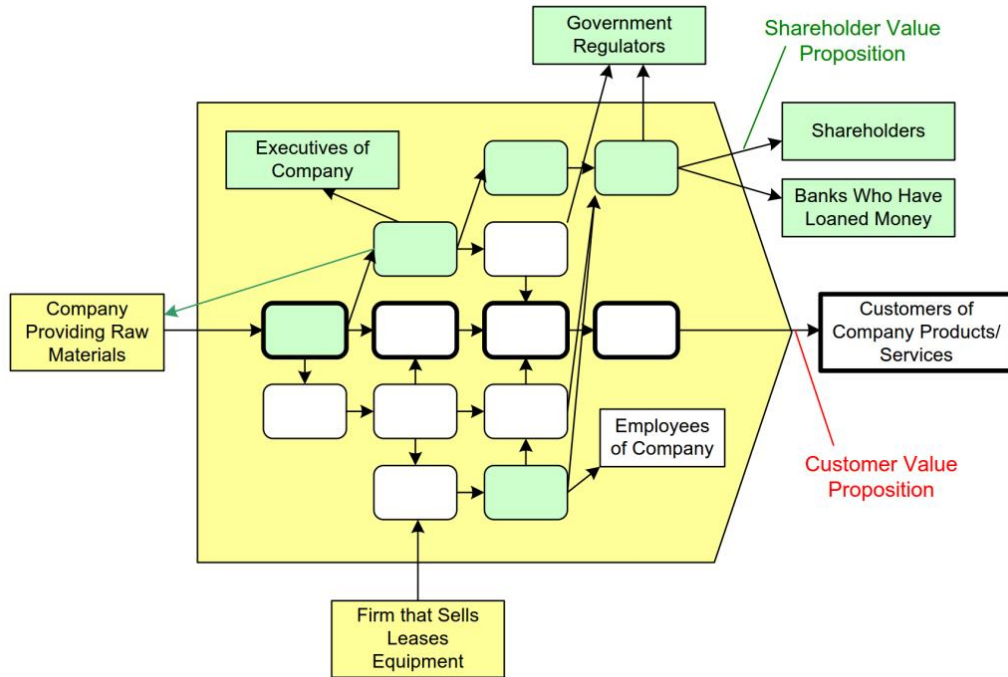 Government
Regulators
Shareholder Value
Proposition
Shareholders
Executives of
Company
Banks Who Have
Loaned Money
Company
Providing Raw
Materials
Customers of
Company Products/
Services
Employees
of Company
Customer Value
Proposition
Firm that Sells
Leases
Equipment